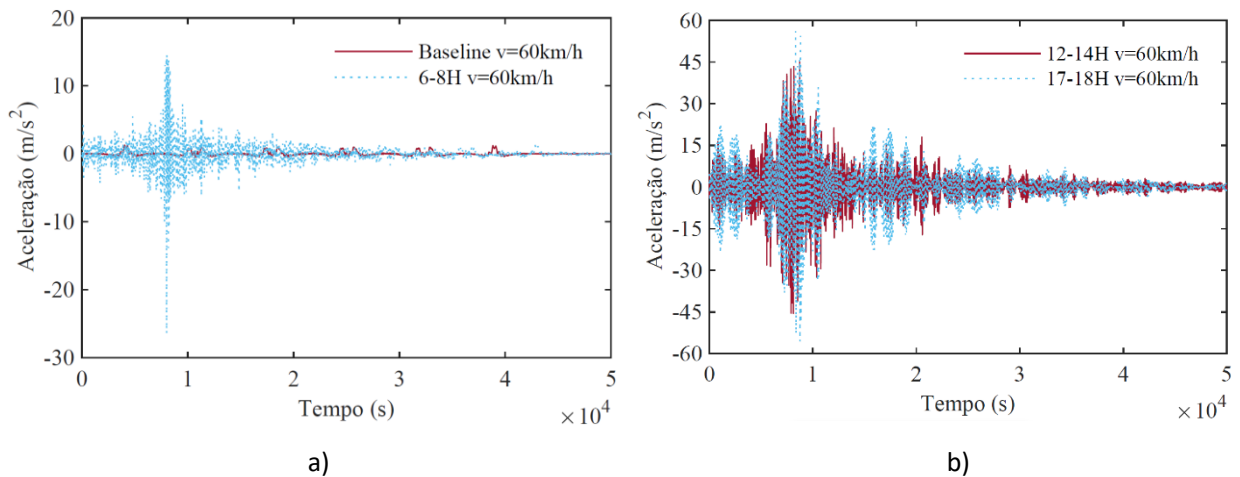 20
10
0
-10
-20
-30
Aceleração (m/s²)
Baseline v=60km/h
6-8H v=60km/h
0 1 2 3 4 5
Tempo (s)
×10⁴
a)
60
45
30
15
0
-15
-30
-45
-60
Aceleração (m/s²)
12-14H v=60km/h
17-18H v=60km/h
0 1 2 3 4 5
Tempo (s)
×10⁴
b)